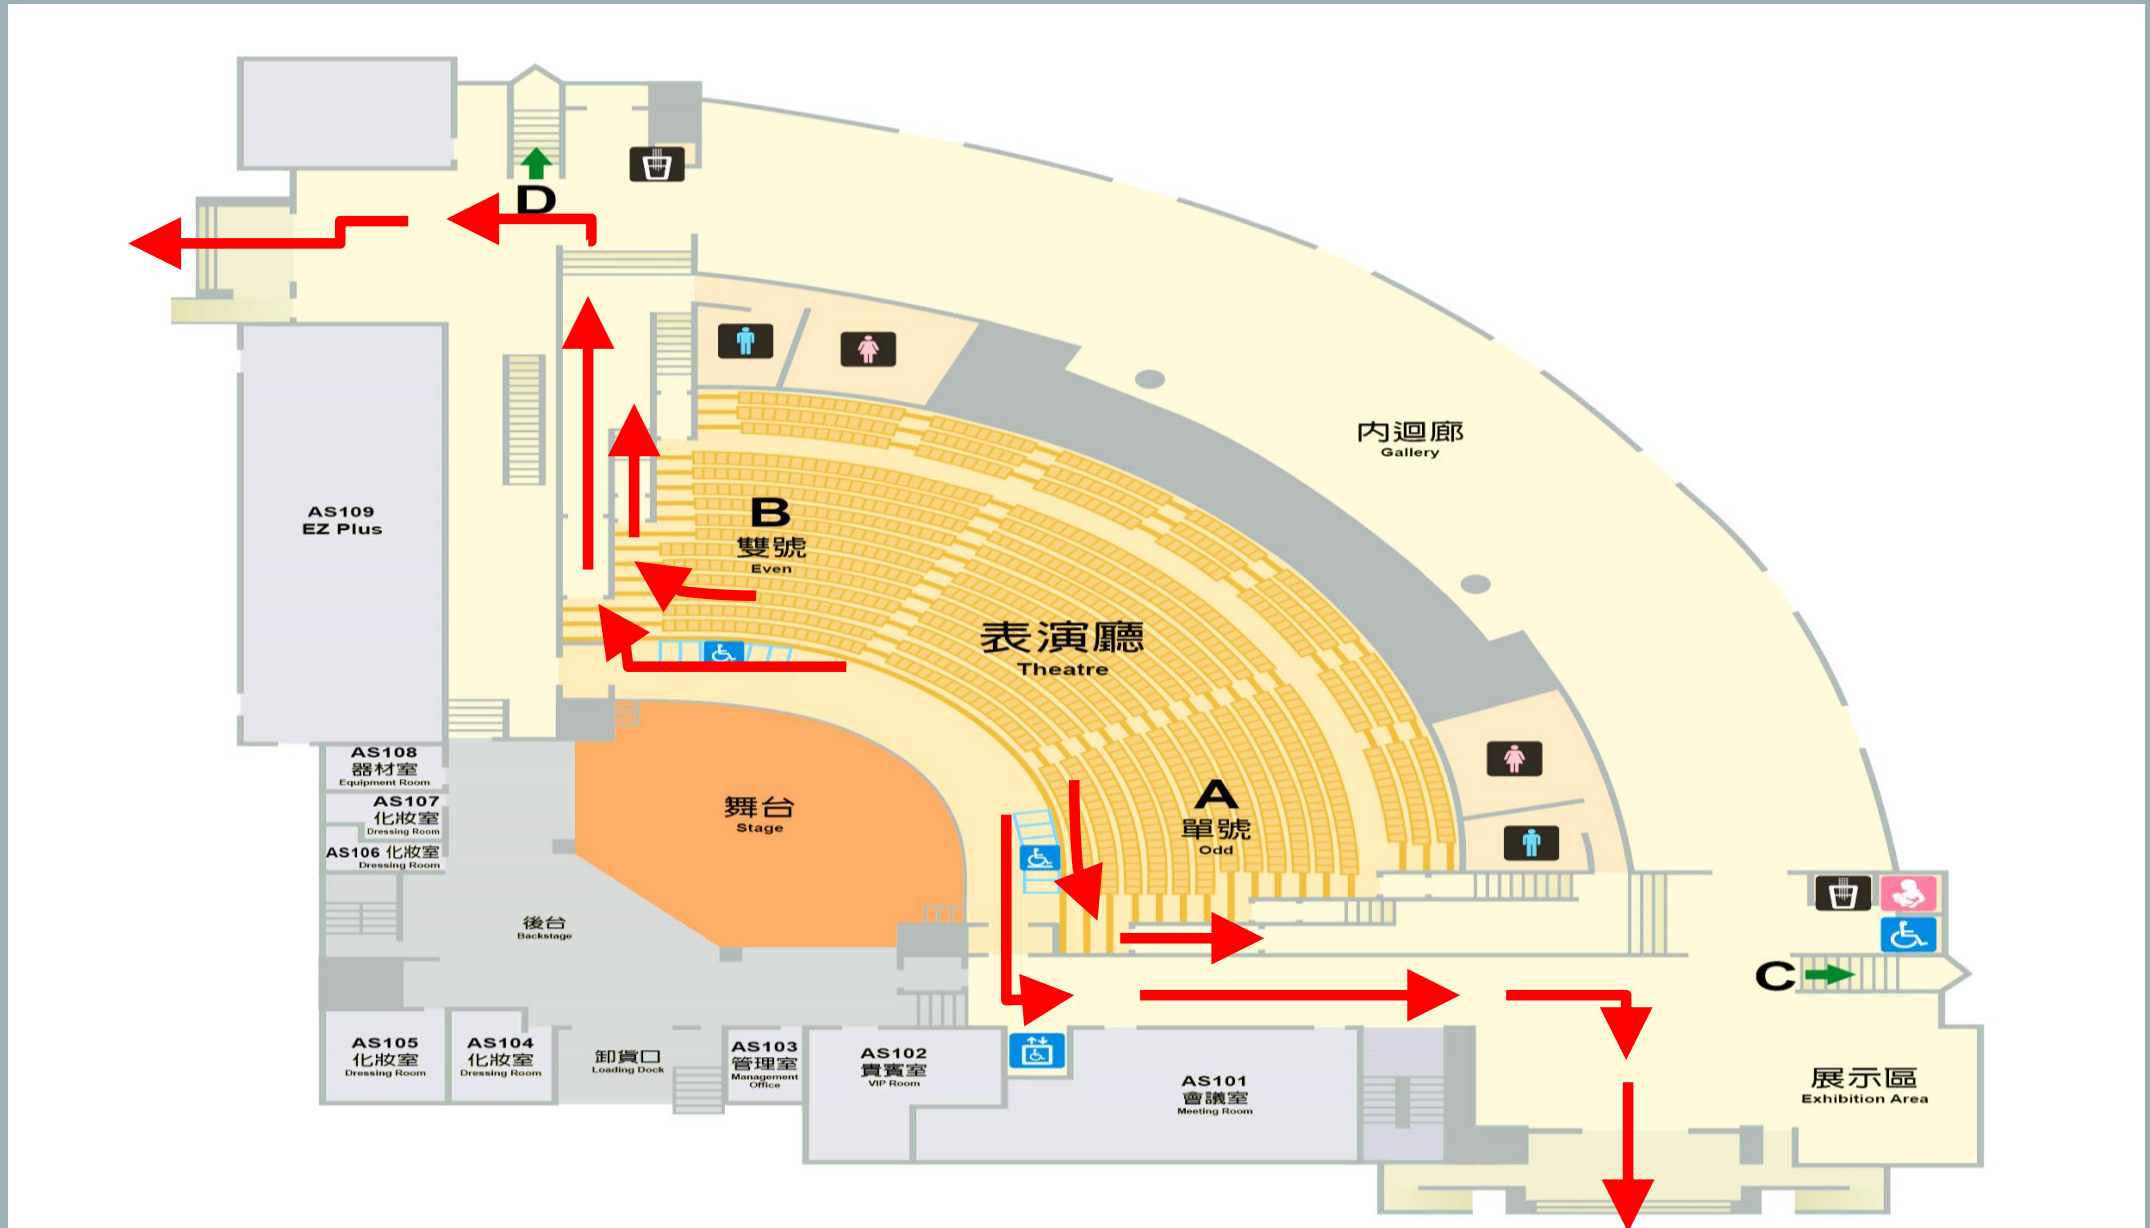 D
内迴廊
Gallery
AS109
EZ Plus
B
雙號
Even
表演廳
Theatre
AS108
器材室
Equipment Room
AS107
化妝室
Dressing Room
AS106 化妝室
Dressing Room
舞台
Stage
A
單號
Odd
後台
Backstage
C
AS105
化妝室
Dressing Room
AS104
化妝室
Dressing Room
卸貨口
Loading Dock
AS103
管理室
Management
Office
AS102
貴賓室
VIP Room
AS101
會議室
Meeting Room
展示區
Exhibition Area